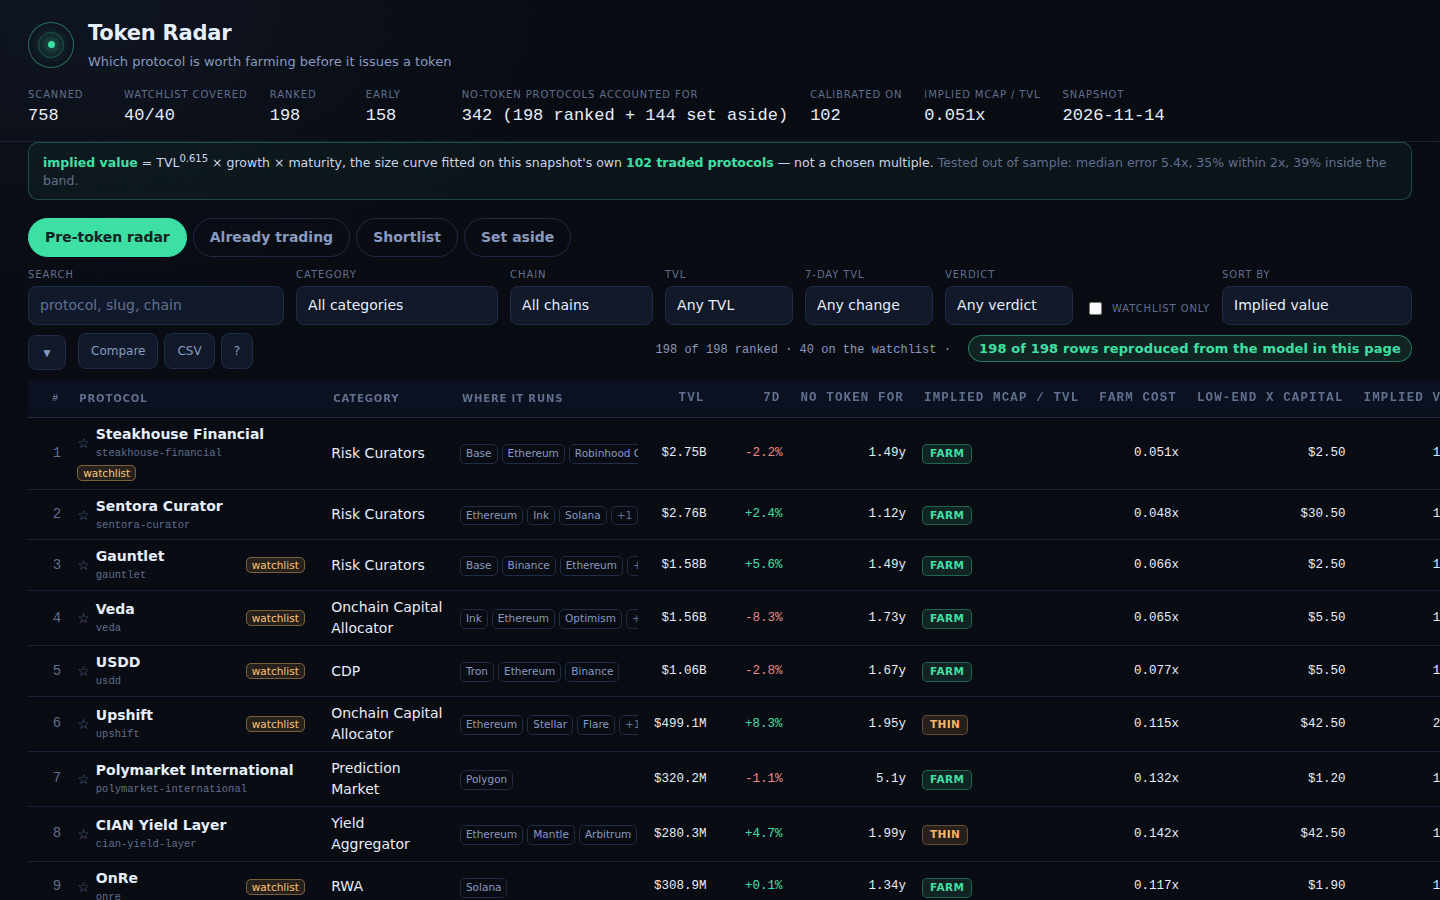 Token Radar
Which protocol is worth farming before it issues a token
SCANNED WATCHLIST COVERED RANKED EARLY NO-TOKEN PROTOCOLS ACCOUNTED FOR CALIBRATED ON IMPLIED MCAP / TVL SNAPSHOT
758 40/40 198 158 342 (198 ranked + 144 set aside) 102 0.051x 2026-11-14
implied value = TVL0.615 × growth × maturity, the size curve fitted on this snapshot's own 102 traded protocols — not a chosen multiple. Tested out of sample: median error 5.4x, 35% within 2x, 39% inside the
band.
Pre-token radar Already trading Shortlist Set aside
SEARCH CATEGORY CHAIN TVL 7-DAY TVL VERDICT SORT BY
protocol, slug, chain All categories All chains Any TVL Any change Any verdict WATCHLIST ONLY Implied value
▼ Compare CSV ? 198 of 198 ranked · 40 on the watchlist · 198 of 198 rows reproduced from the model in this page
# PROTOCOL CATEGORY WHERE IT RUNS TVL 7D NO TOKEN FOR IMPLIED MCAP / TVL FARM COST LOW-END X CAPITAL IMPLIED V
1 ☆ Steakhouse Financial Risk Curators Base Ethereum Robinhood C $2.75B -2.2% 1.49y FARM 0.051x $2.50 1
steakhouse-financial
watchlist
2 ☆ Sentora Curator Risk Curators Ethereum Ink Solana +1 $2.76B +2.4% 1.12y FARM 0.048x $30.50 1
sentora-curator
3 ☆ Gauntlet watchlist Risk Curators Base Binance Ethereum + $1.58B +5.6% 1.49y FARM 0.066x $2.50 1
gauntlet
4 ☆ Veda watchlist Onchain Capital Ink Ethereum Optimism + $1.56B -8.3% 1.73y FARM 0.065x $5.50 1
veda Allocator
5 ☆ USDD watchlist CDP Tron Ethereum Binance $1.06B -2.8% 1.67y FARM 0.077x $5.50 1
usdd
6 ☆ Upshift watchlist Onchain Capital Ethereum Stellar Flare +1 $499.1M +8.3% 1.95y THIN 0.115x $42.50 2
upshift Allocator
7 ☆ Polymarket International Prediction Polygon $320.2M -1.1% 5.1y FARM 0.132x $1.20 1
polymarket-international Market
8 ☆ CIAN Yield Layer Yield Ethereum Mantle Arbitrum $280.3M +4.7% 1.99y THIN 0.142x $42.50 1
cian-yield-layer Aggregator
9 ☆ OnRe watchlist RWA Solana $308.9M +0.1% 1.34y FARM 0.117x $1.90 1
onre